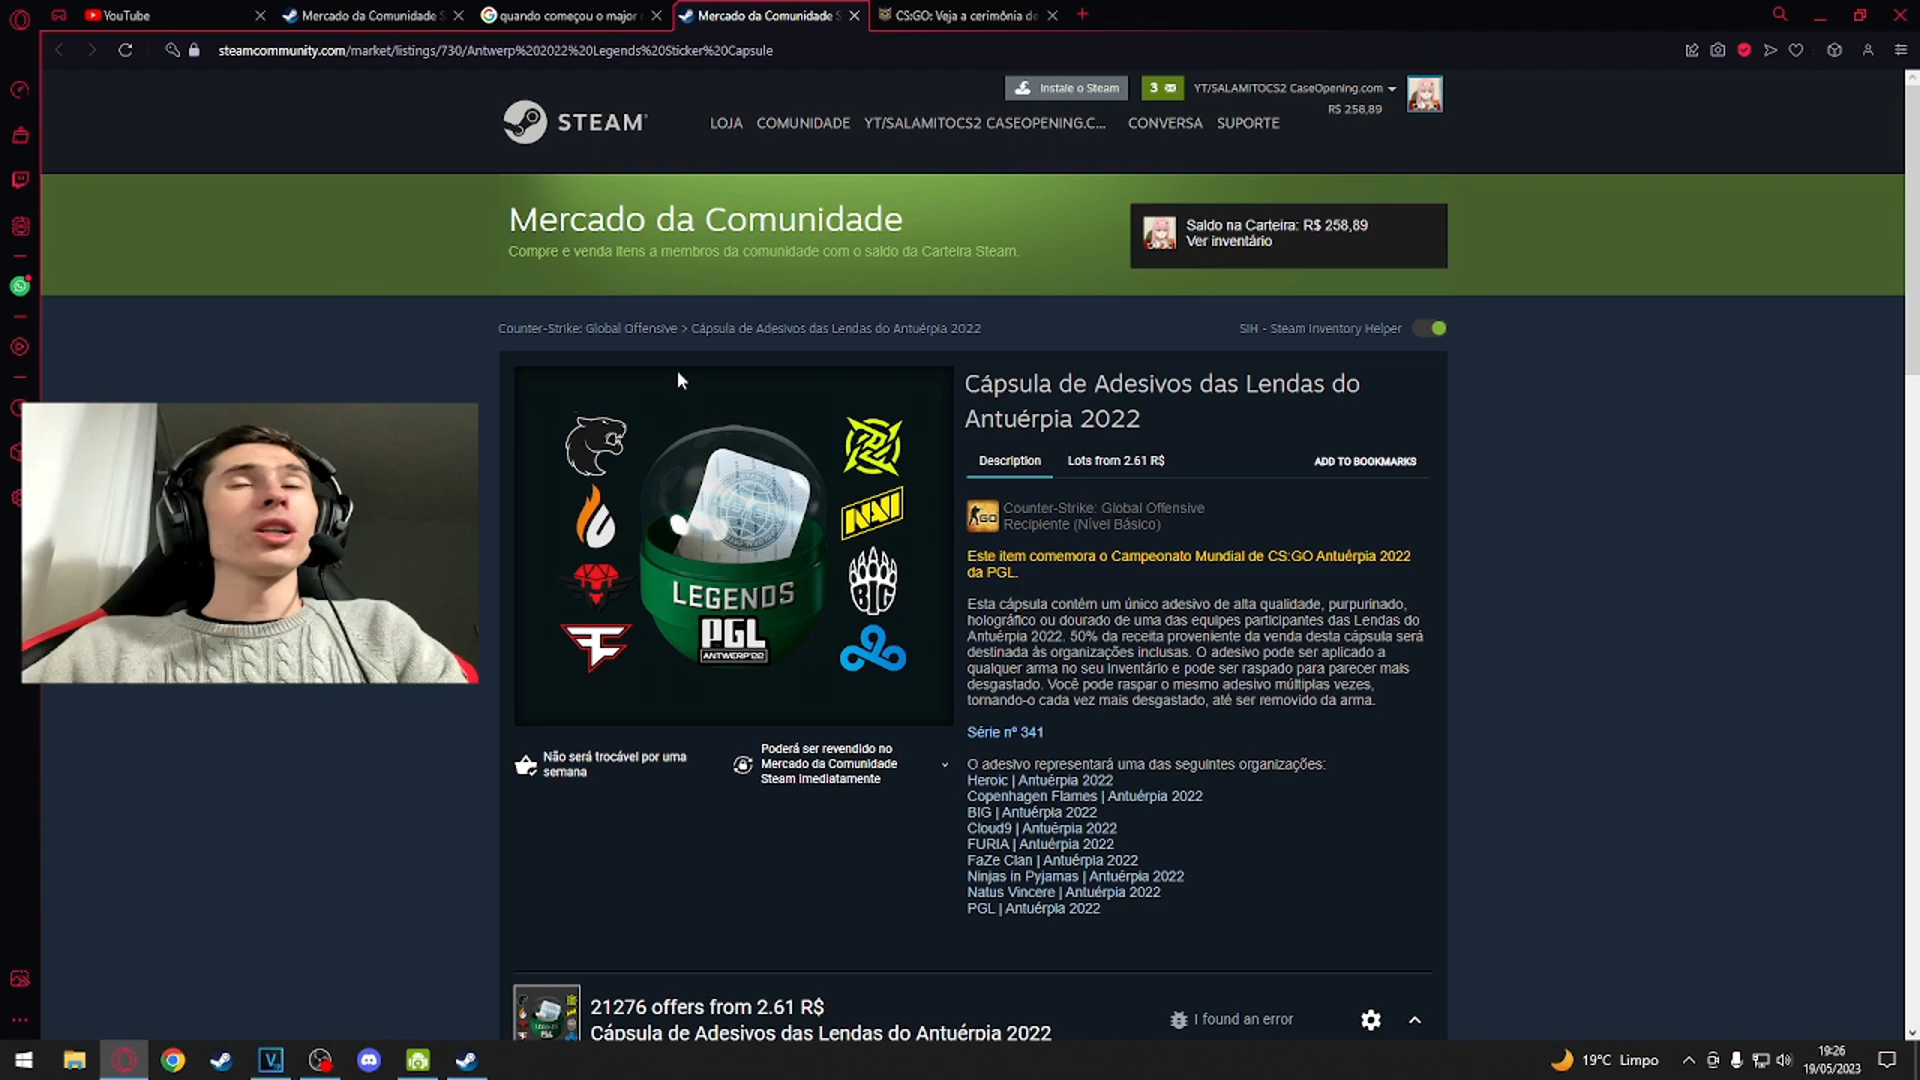 YouTube
Mercado da Comunidade S
quando começou o major
Mercado da Comunidade S
CS:GO: Veja a cerimônia de
steamcommunity.com/market/listings/730/Antwerp%202022%20Legends%20Sticker%20Capsule
Instale o Steam
3
YT/SALAMITOCS2 CaseOpening.com
R$ 258,89
STEAM
LOJA COMUNIDADE YT/SALAMITOCS2 CASEOPENING.C... CONVERSA SUPORTE
Mercado da Comunidade
Compre e venda itens a membros da comunidade com o saldo da Carteira Steam.
Saldo na Carteira: R$ 258,89
Ver inventário
Counter-Strike: Global Offensive > Cápsula de Adesivos das Lendas do Antuérpia 2022
SIH - Steam Inventory Helper
LEGENDS
PGL
ANTWERP'22
NAVI
BIG
Cápsula de Adesivos das Lendas do
Antuérpia 2022
Description
Lots from 2.61 R$
ADD TO BOOKMARKS
GO
Counter-Strike: Global Offensive
Recipiente (Nível Básico)
Este item comemora o Campeonato Mundial de CS:GO Antuérpia 2022
da PGL.
Esta cápsula contém um único adesivo de alta qualidade, purpurinado,
holográfico ou dourado de uma das equipes participantes das Lendas do
Antuérpia 2022. 50% da receita proveniente da venda desta cápsula será
destinada às organizações inclusas. O adesivo pode ser aplicado a
qualquer arma no seu inventário e pode ser raspado para parecer mais
desgastado. Você pode raspar o mesmo adesivo múltiplas vezes,
tornando-o cada vez mais desgastado, até ser removido da arma.
Série nº 341
O adesivo representará uma das seguintes organizações:
Heroic | Antuérpia 2022
Copenhagen Flames | Antuérpia 2022
BIG | Antuérpia 2022
Cloud9 | Antuérpia 2022
FURIA | Antuérpia 2022
FaZe Clan | Antuérpia 2022
Ninjas in Pyjamas | Antuérpia 2022
Natus Vincere | Antuérpia 2022
PGL | Antuérpia 2022
Não será trocável por uma
semana
Poderá ser revendido no
Mercado da Comunidade
Steam imediatamente
21276 offers from 2.61 R$
Cápsula de Adesivos das Lendas do Antuérpia 2022
I found an error
19°C Limpo
19:26
19/05/2023